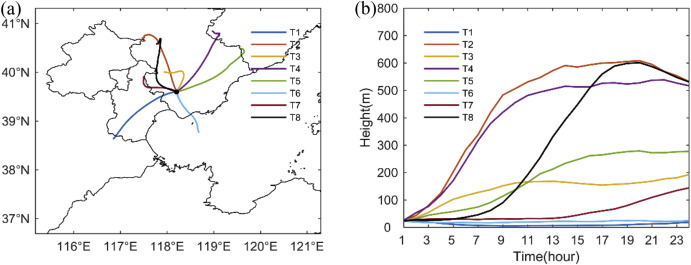 (a)
41°N
40°N
39°N
38°N
37°N
116°E 117°E 118°E 119°E 120°E 121°E
T1
T2
T3
T4
T5
T6
T7
T8
(b)
800
700
600
500
400
300
200
100
0
Height(m)
1 3 5 7 9 11 13 15 17 19 21 23
Time(hour)
T1
T2
T3
T4
T5
T6
T7
T8